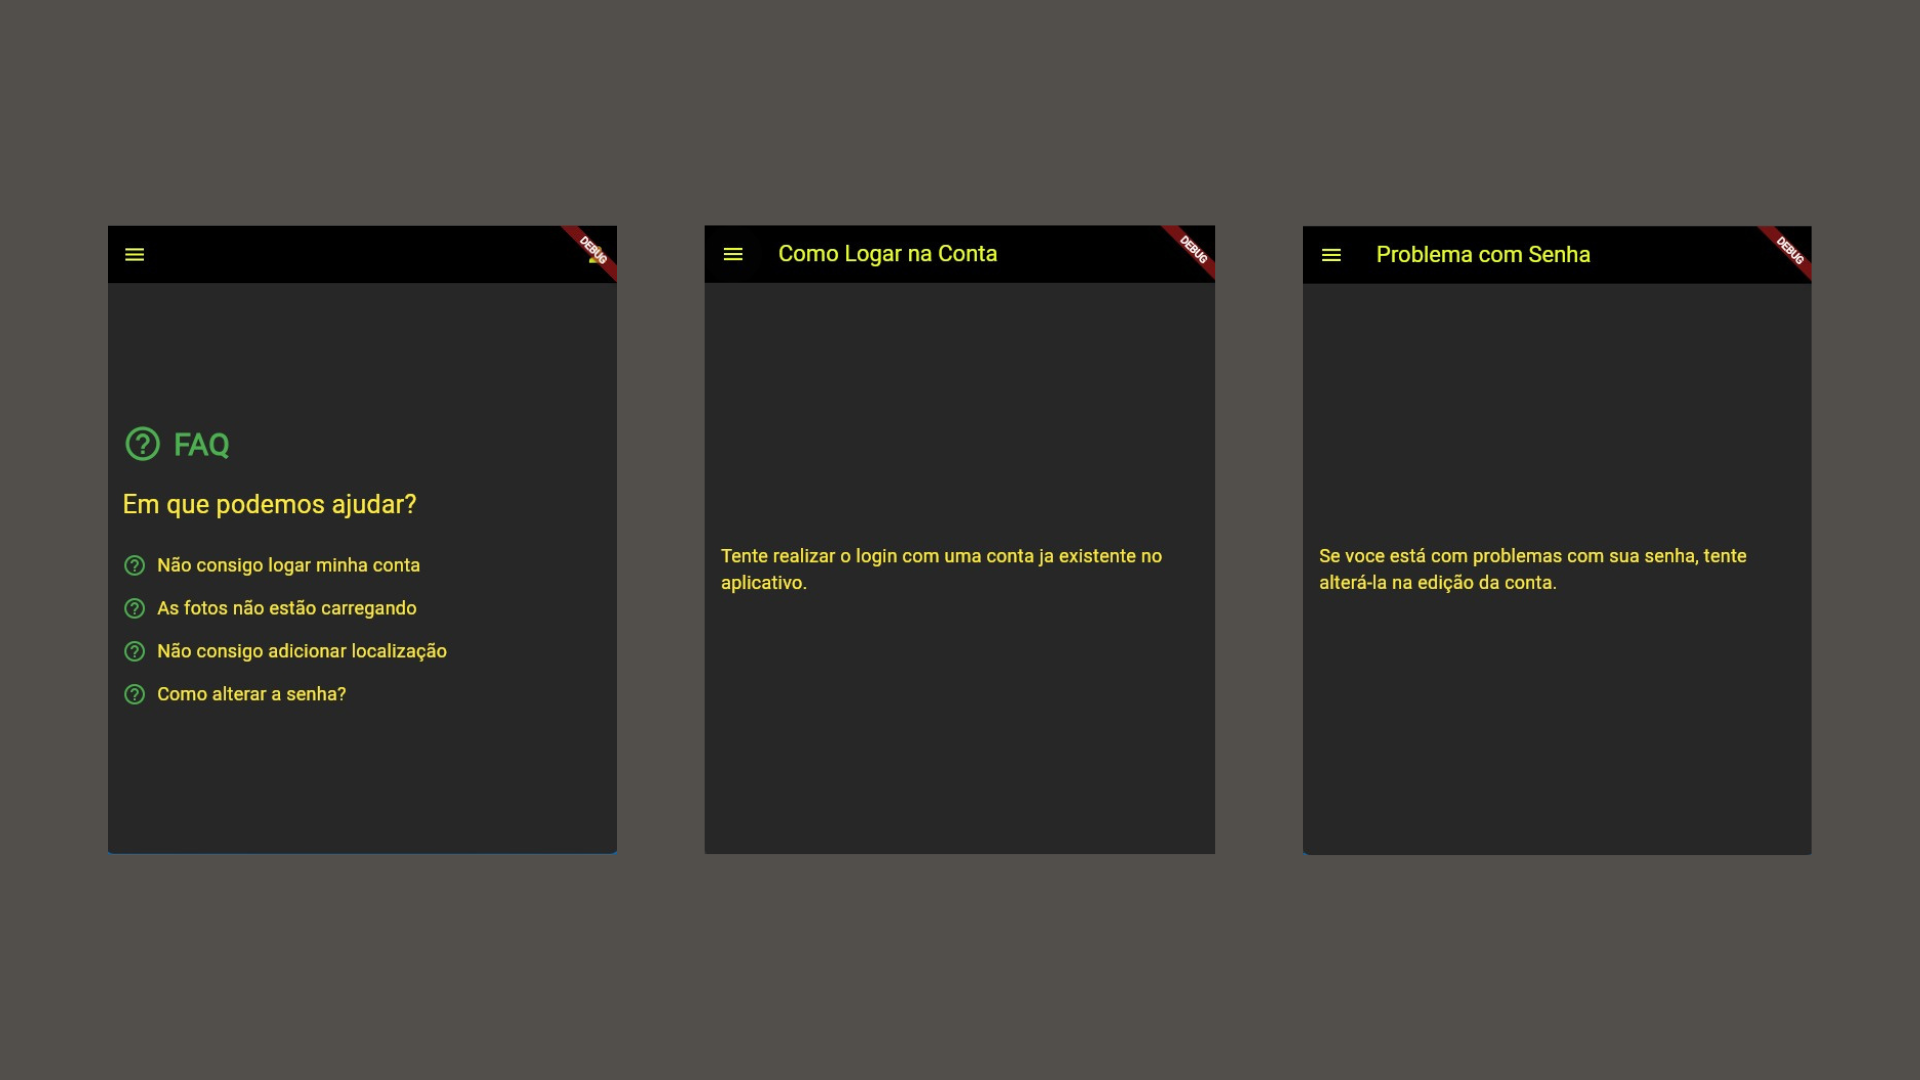 DEBUG
FAQ
Em que podemos ajudar?
Não consigo logar minha conta
As fotos não estão carregando
Não consigo adicionar localização
Como alterar a senha?
Como Logar na Conta
DEBUG
Tente realizar o login com uma conta ja existente no
aplicativo.
Problema com Senha
DEBUG
Se voce está com problemas com sua senha, tente
alterá-la na edição da conta.